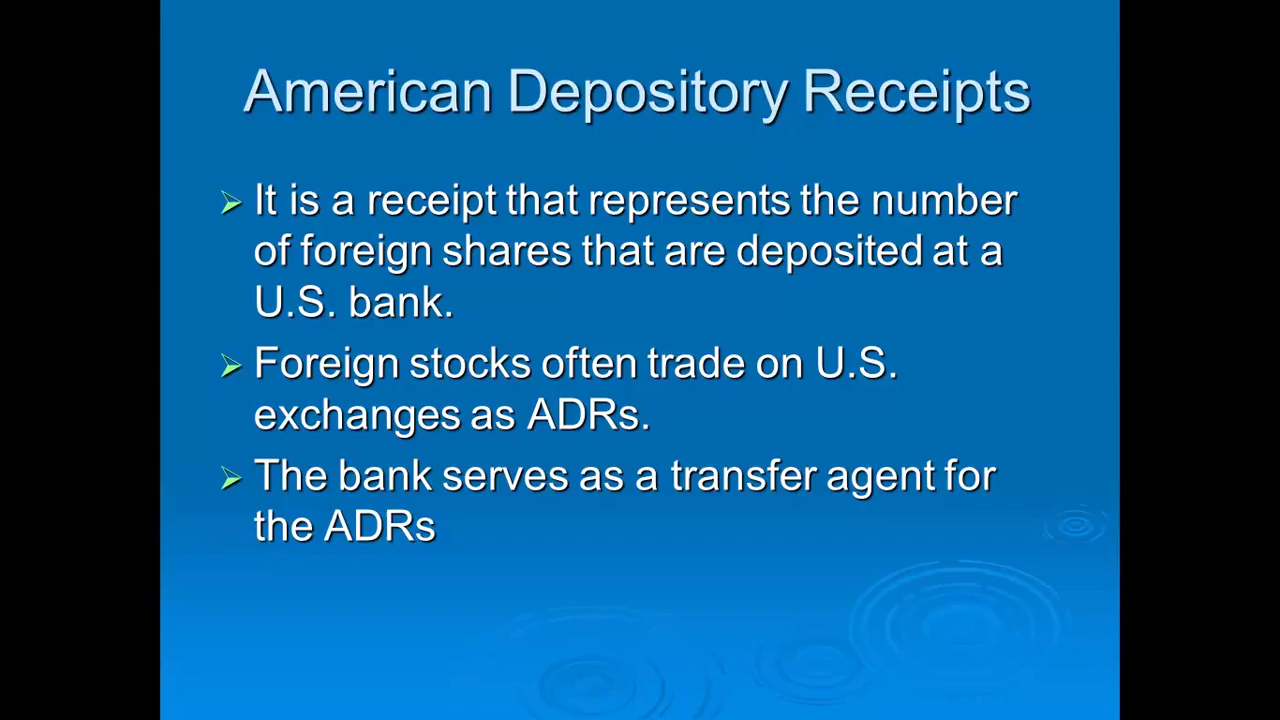 American Depository Receipts
It is a receipt that represents the number
of foreign shares that are deposited at a
U.S. bank.
Foreign stocks often trade on U.S.
exchanges as ADRs.
The bank serves as a transfer agent for
the ADRs